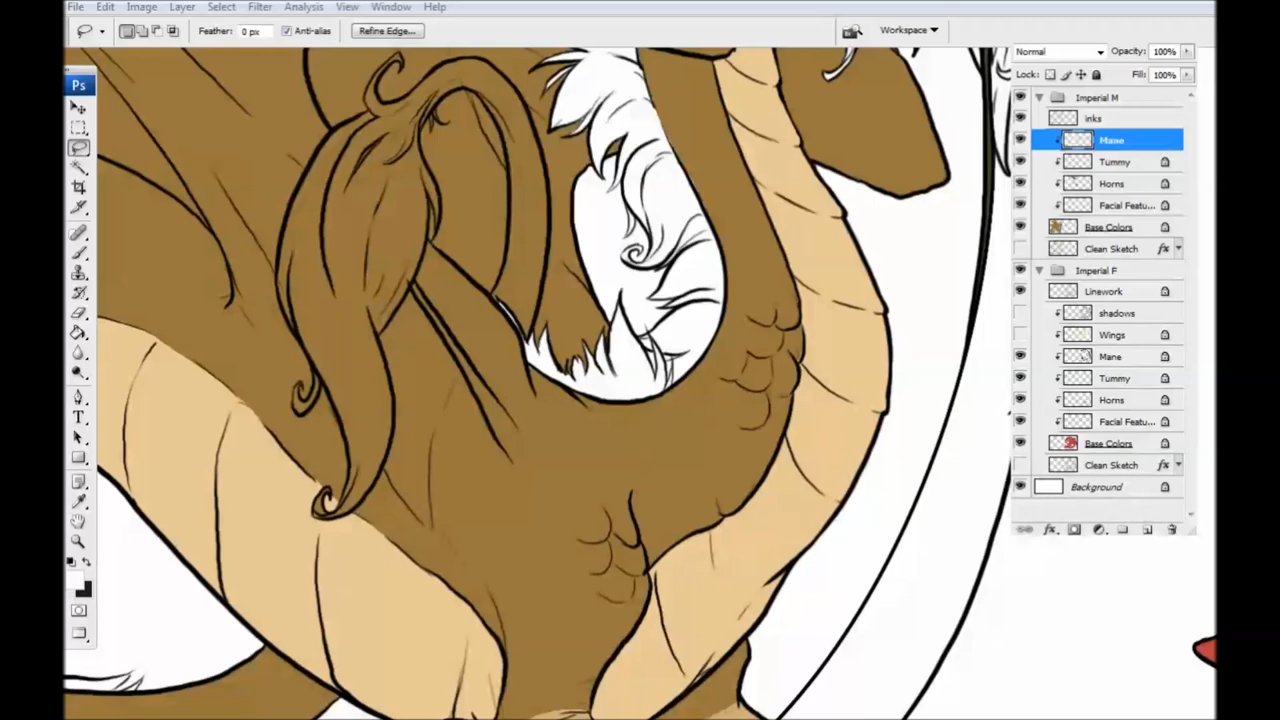 File Edit Image Layer Select Filter Analysis View Window Help
Feather: 0 px Anti-alias Refine Edge... Workspace
Normal Opacity: 100%
Lock: Fill: 100%
Ps
Imperial M
inks
Mane
Tummy
Horns
Facial Featu...
Base Colors
Clean Sketch fx
Imperial F
Linework
shadows
Wings
Mane
Tummy
Horns
Facial Featu...
Base Colors
Clean Sketch fx
Background
fx.
T